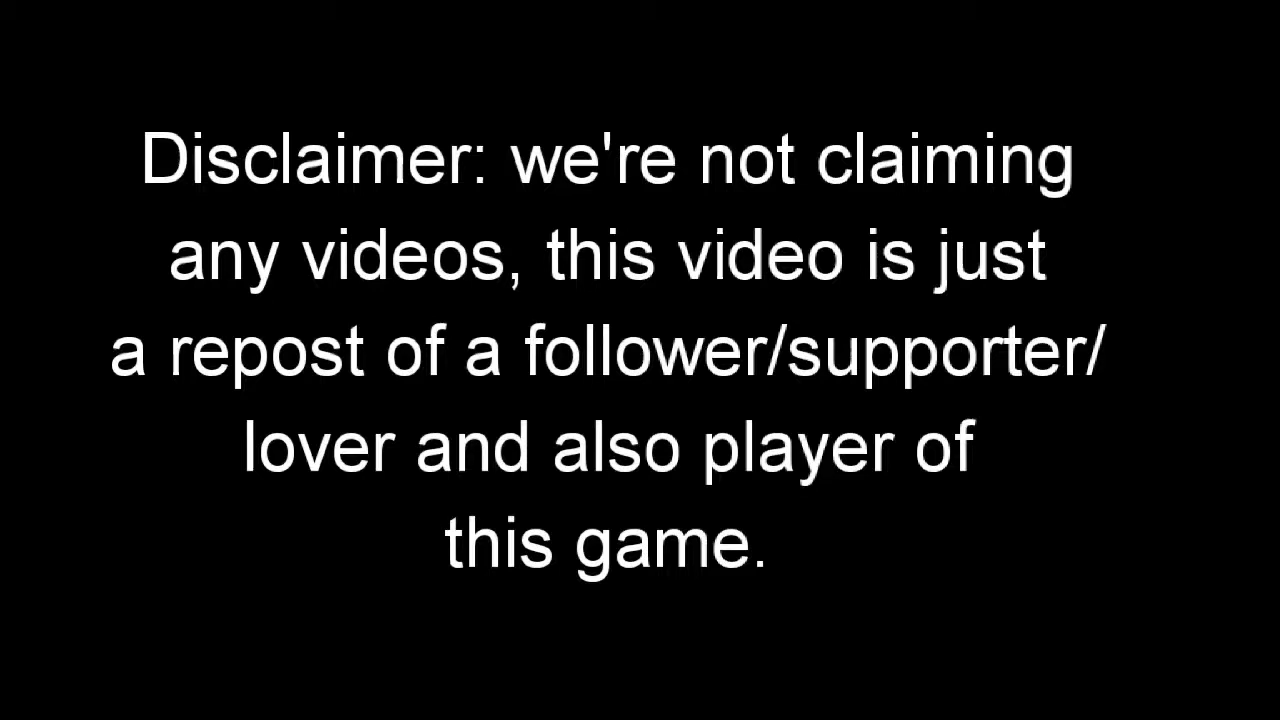 Disclaimer: we're not claiming
any videos, this video is just
a repost of a follower/supporter/
lover and also player of
this game.